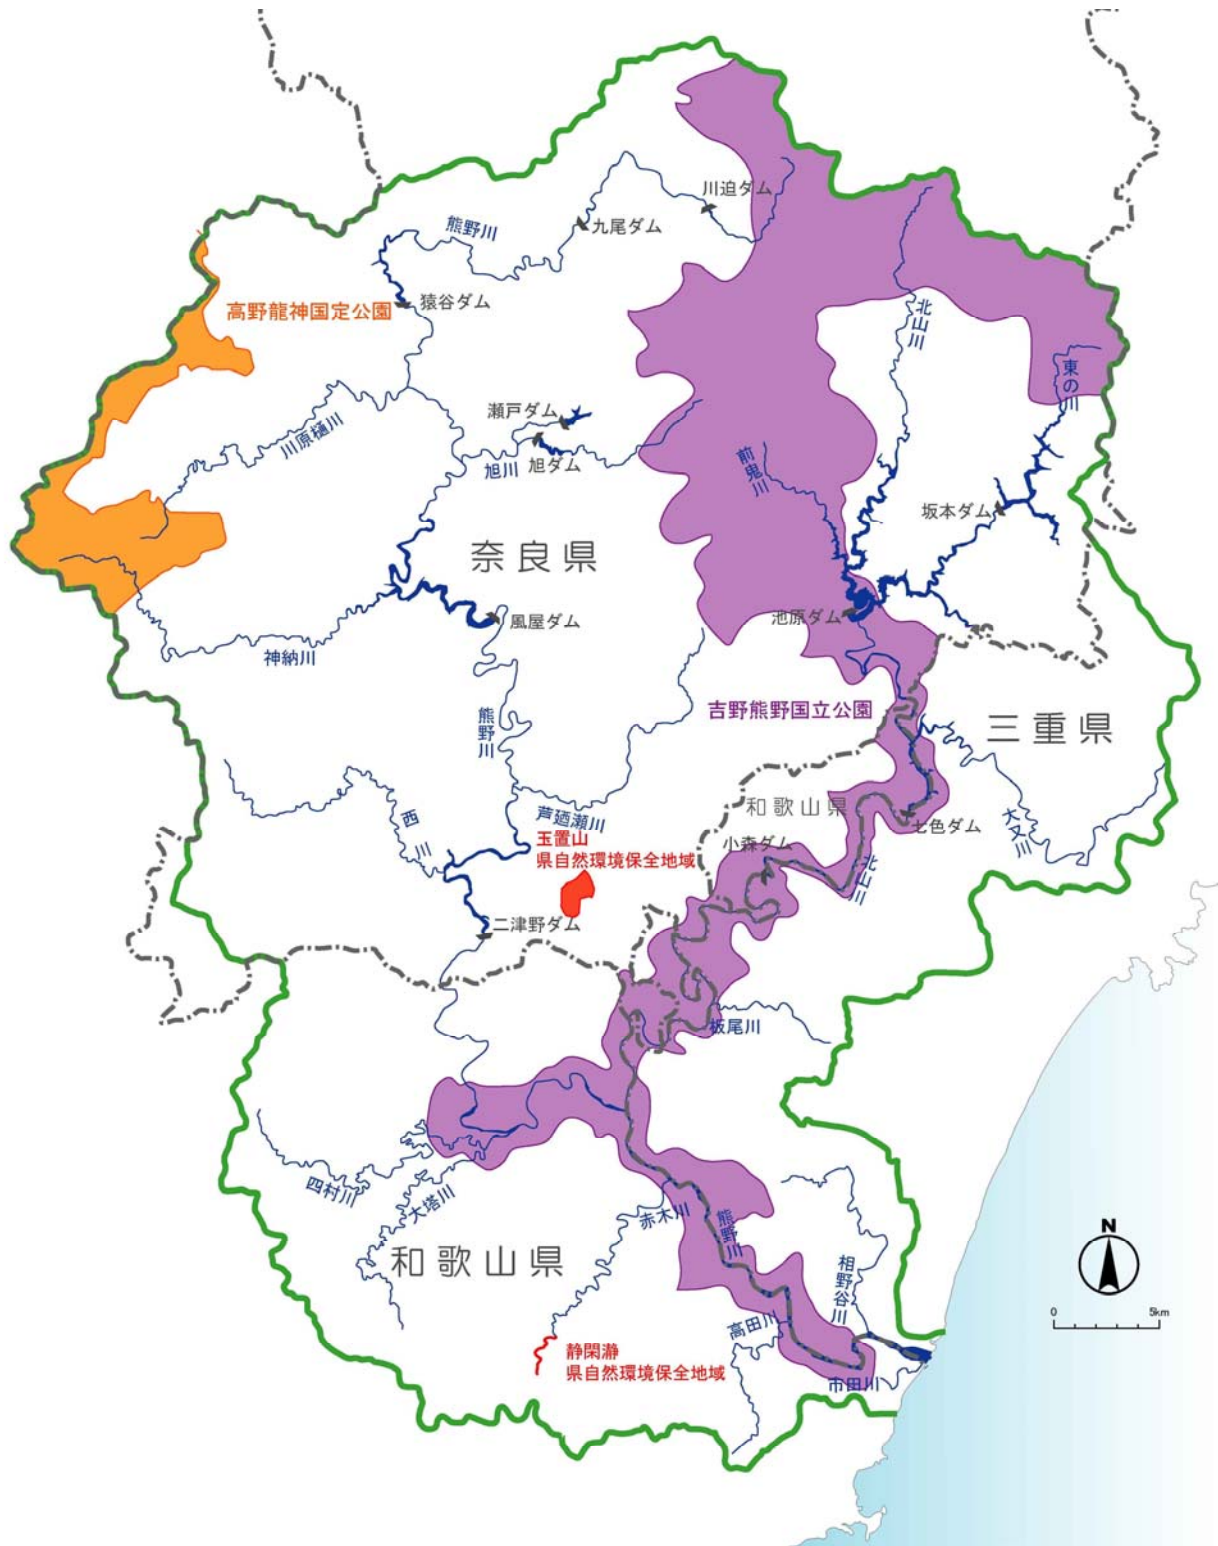 川迫ダム
熊野川
九尾ダム
猿谷ダム
高野龍神国定公園
北山川
東の川
瀬戸ダム
川原樋川
旭川
旭ダム
前鬼川
坂本ダム
奈良県
風屋ダム
池原ダム
神納川
吉野熊野国立公園
熊野川
三重県
和歌山県
西川
芦廼瀬川
七色ダム
大又川
玉置山
県自然環境保全地域
小森ダム
北山川
二津野ダム
板尾川
四村川
大塔川
赤木川
熊野川
N
和歌山県
相野谷川
0
5km
高田川
静閑瀞
県自然環境保全地域
市田川